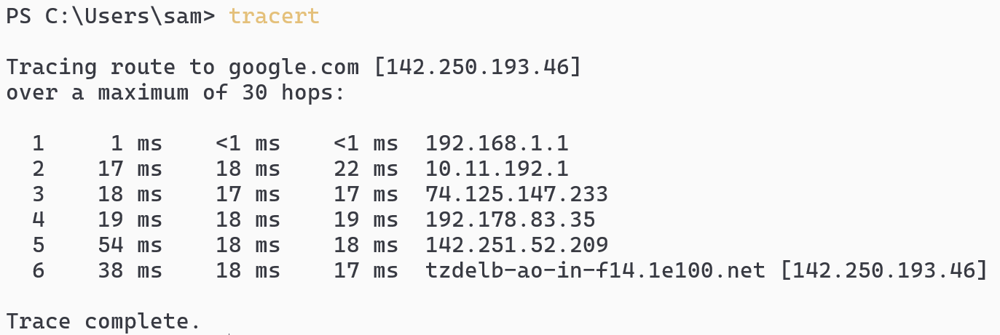 PS C:\Users\sam> tracert
Tracing route to google.com [142.250.193.46]
over a maximum of 30 hops:
1 1 ms <1 ms <1 ms 192.168.1.1
2 17 ms 18 ms 22 ms 10.11.192.1
3 18 ms 17 ms 17 ms 74.125.147.233
4 19 ms 18 ms 19 ms 192.178.83.35
5 54 ms 18 ms 18 ms 142.251.52.209
6 38 ms 18 ms 17 ms tzdelb-ao-in-f14.1e100.net [142.250.193.46]
Trace complete.